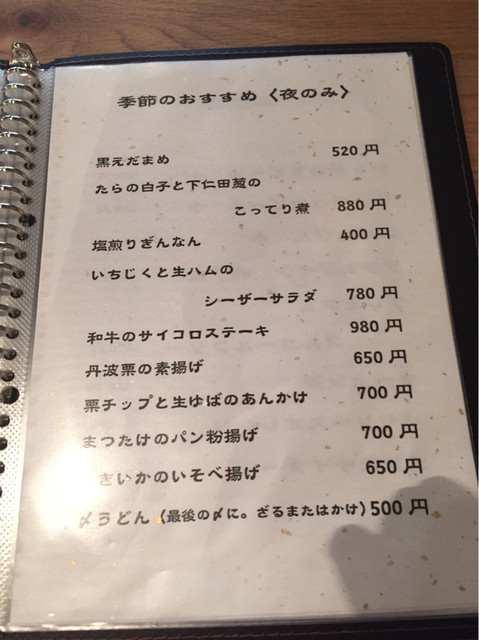 季節のおすすめ〈夜のみ〉
黒えだまめ 520円
たらの白子と下仁田葱の
こってり煮 880円
塩煎りぎんなん 400円
いちじくと生ハムの
シーザーサラダ 780円
和牛のサイコロステーキ 980円
丹波栗の素揚げ 650円
栗チップと生ゆばのあんかけ 700円
まつたけのパン粉揚げ 700円
きいかのいそべ揚げ 650円
〆うどん(最後の〆に。ざるまたはかけ)500円